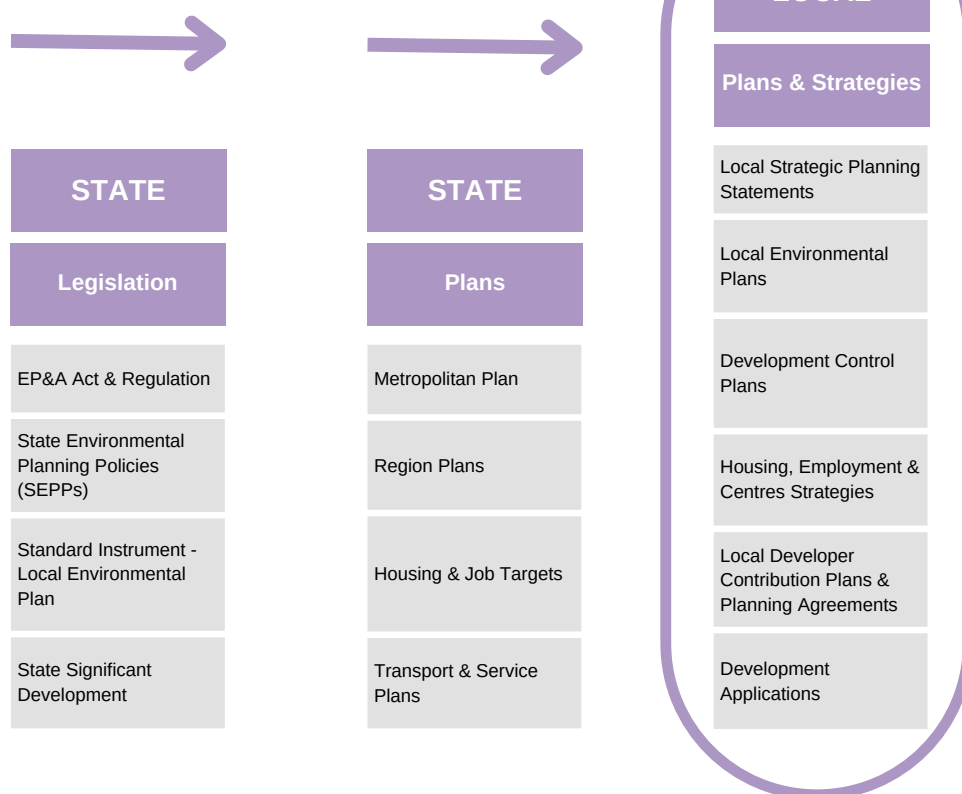 STATE
Legislation
EP&A Act & Regulation
State Environmental
Planning Policies
(SEPPs)
Standard Instrument -
Local Environmental
Plan
State Significant
Development
STATE
Plans
Metropolitan Plan
Region Plans
Housing & Job Targets
Transport & Service
Plans
LOCAL
Plans & Strategies
Local Strategic Planning
Statements
Local Environmental
Plans
Development Control
Plans
Housing, Employment &
Centres Strategies
Local Developer
Contribution Plans &
Planning Agreements
Development
Applications